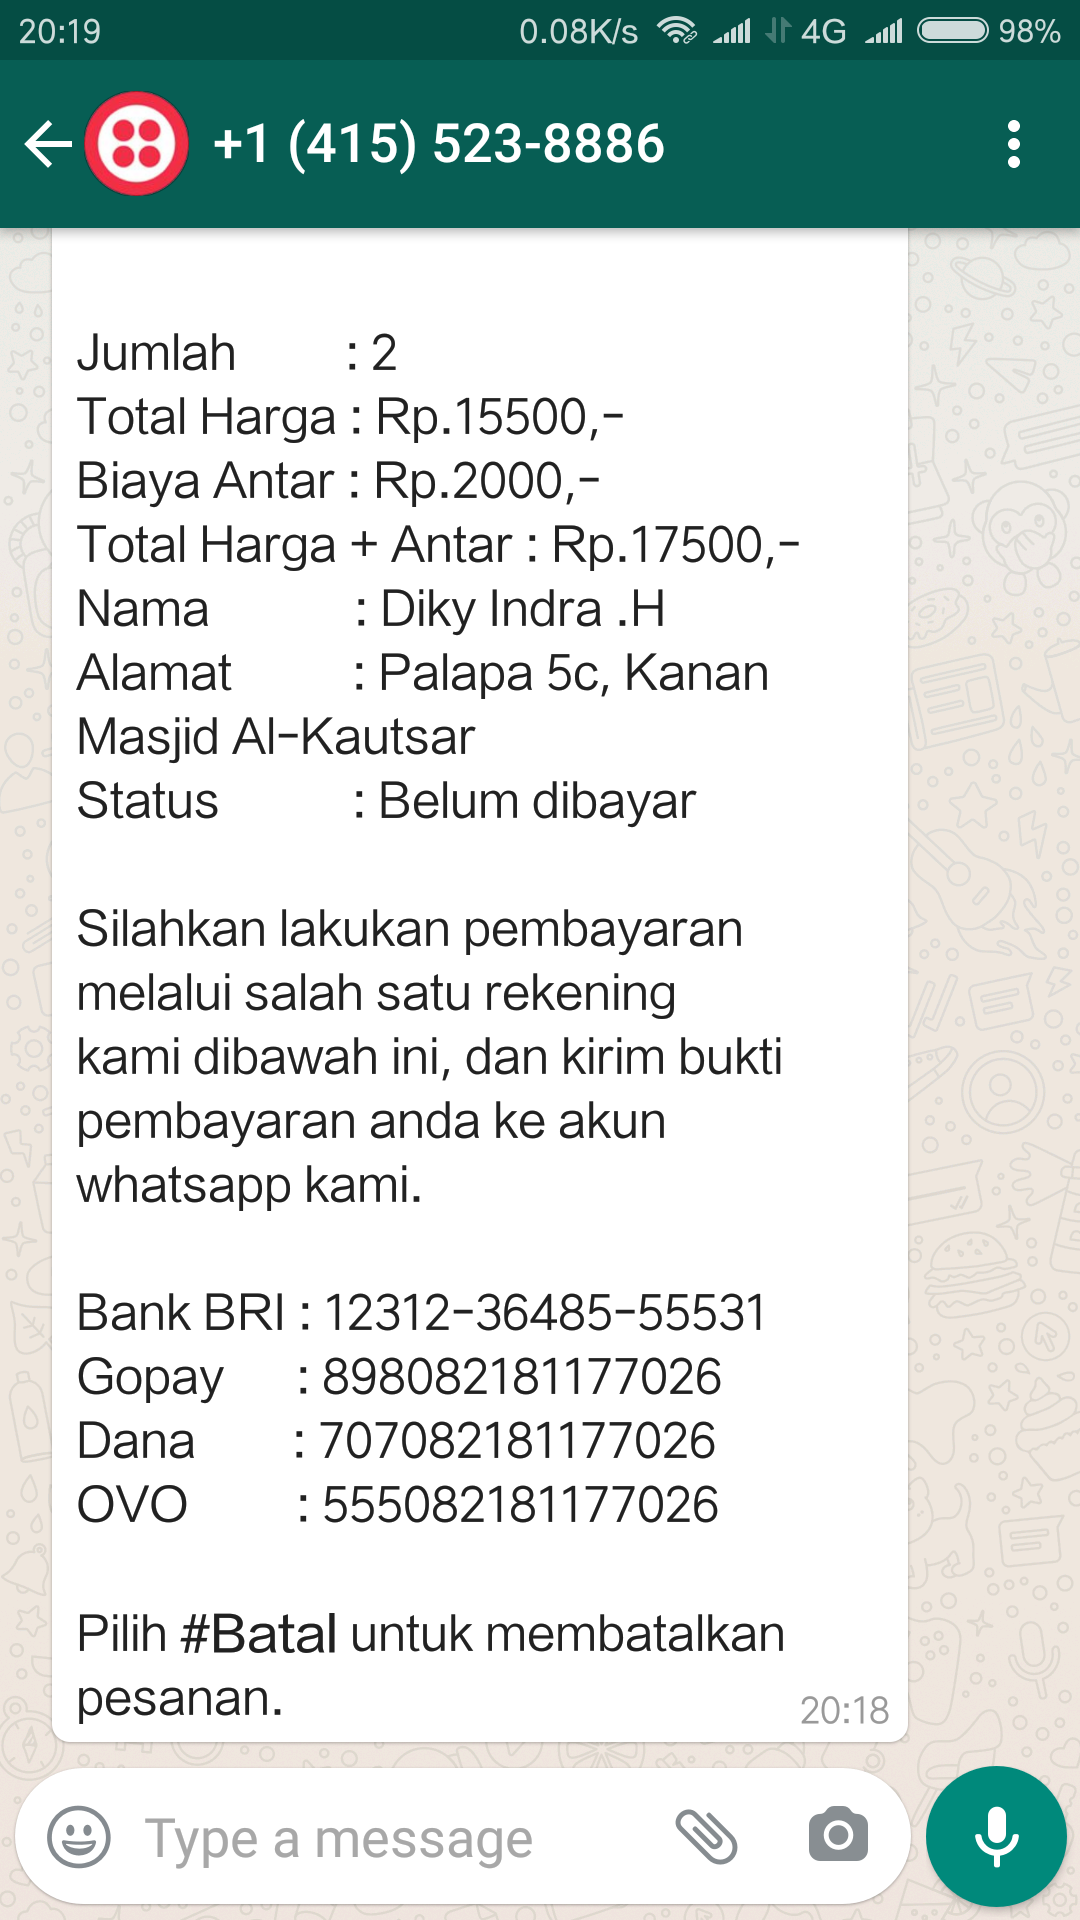 20:19 0.08K/s 4G 98%
+1 (415) 523-8886
Jumlah : 2
Total Harga : Rp.15500,-
Biaya Antar : Rp.2000,-
Total Harga + Antar : Rp.17500,-
Nama : Diky Indra .H
Alamat : Palapa 5c, Kanan
Masjid Al-Kautsar
Status : Belum dibayar
Silahkan lakukan pembayaran
melalui salah satu rekening
kami dibawah ini, dan kirim bukti
pembayaran anda ke akun
whatsapp kami.
Bank BRI : 12312-36485-55531
Gopay : 898082181177026
Dana : 707082181177026
OVO : 555082181177026
Pilih #Batal untuk membatalkan
pesanan.
20:18
Type a message